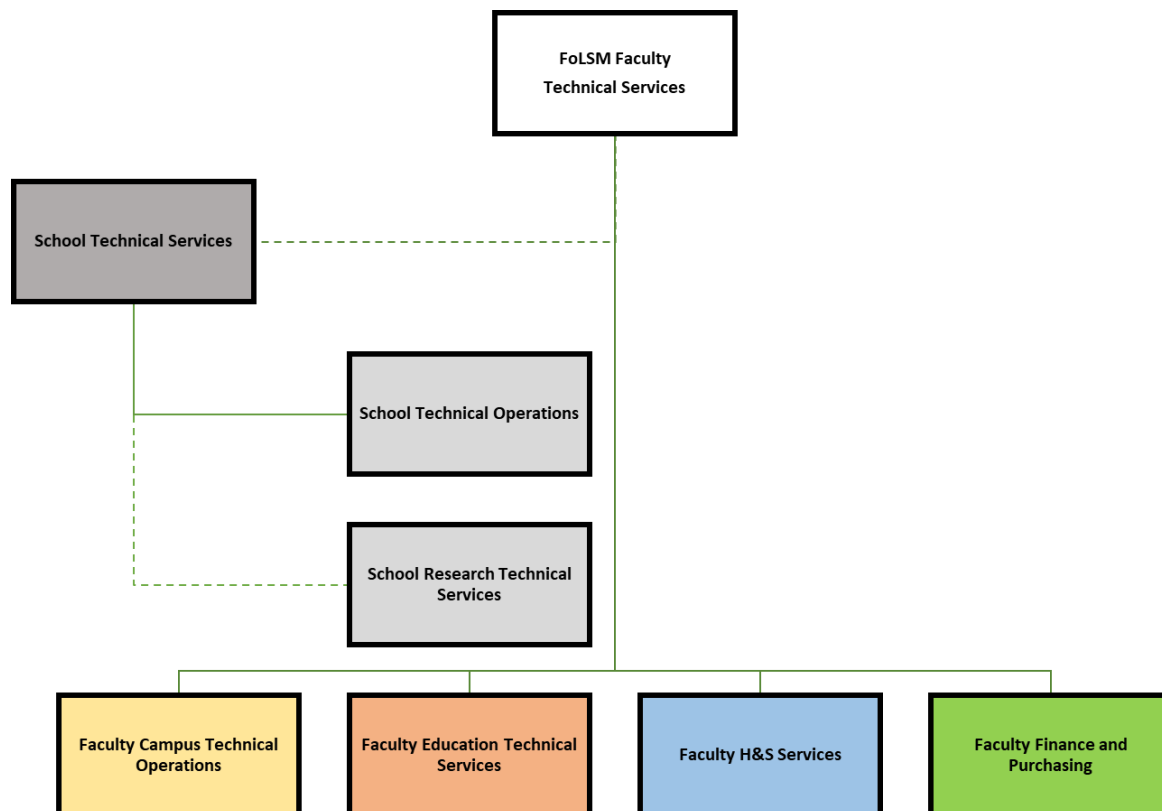 FoLSM Faculty
Technical Services
School Technical Services
School Technical Operations
School Research Technical
Services
Faculty Campus Technical
Operations
Faculty Education Technical
Services
Faculty H&S Services
Faculty Finance and
Purchasing